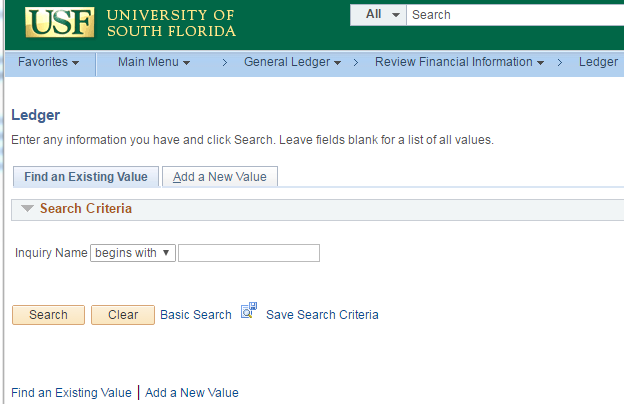 USF UNIVERSITY OF
SOUTH FLORIDA
All Search
Favorites Main Menu > General Ledger > Review Financial Information > Ledger
Ledger
Enter any information you have and click Search. Leave fields blank for a list of all values.
Find an Existing Value Add a New Value
Search Criteria
Inquiry Name begins with
Search Clear Basic Search Save Search Criteria
Find an Existing Value | Add a New Value